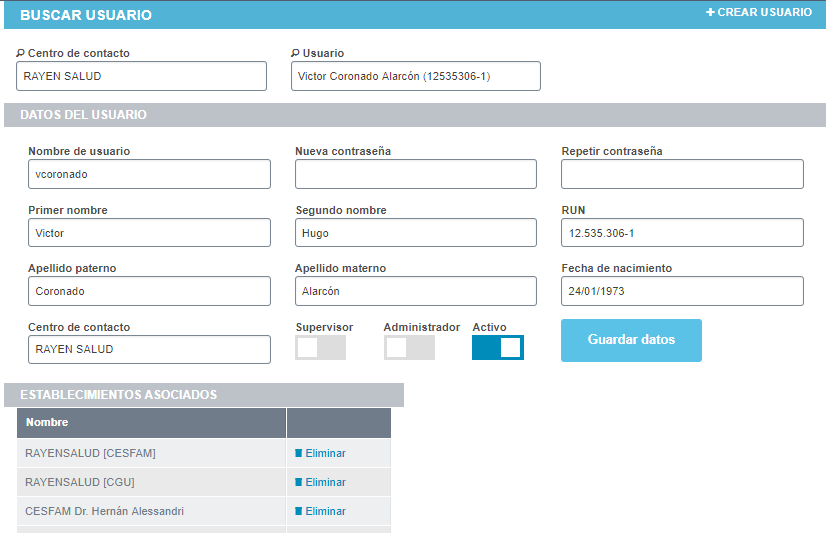 BUSCAR USUARIO
CREAR USUARIO
Centro de contacto
Usuario
RAYEN SALUD
Victor Coronado Alarcón (12535306-1)
DATOS DEL USUARIO
Nombre de usuario
Nueva contraseña
Repetir contraseña
vcoronado
Primer nombre
Segundo nombre
RUN
Victor
Hugo
12.535.306-1
Apellido paterno
Apellido materno
Fecha de nacimiento
Coronado
Alarcón
24/01/1973
Centro de contacto
Supervisor
Administrador
Activo
RAYEN SALUD
Guardar datos
ESTABLECIMIENTOS ASOCIADOS
Nombre
RAYENSALUD [CESFAM]
Eliminar
RAYENSALUD [CGU]
Eliminar
CESFAM Dr. Hernán Alessandri
Eliminar